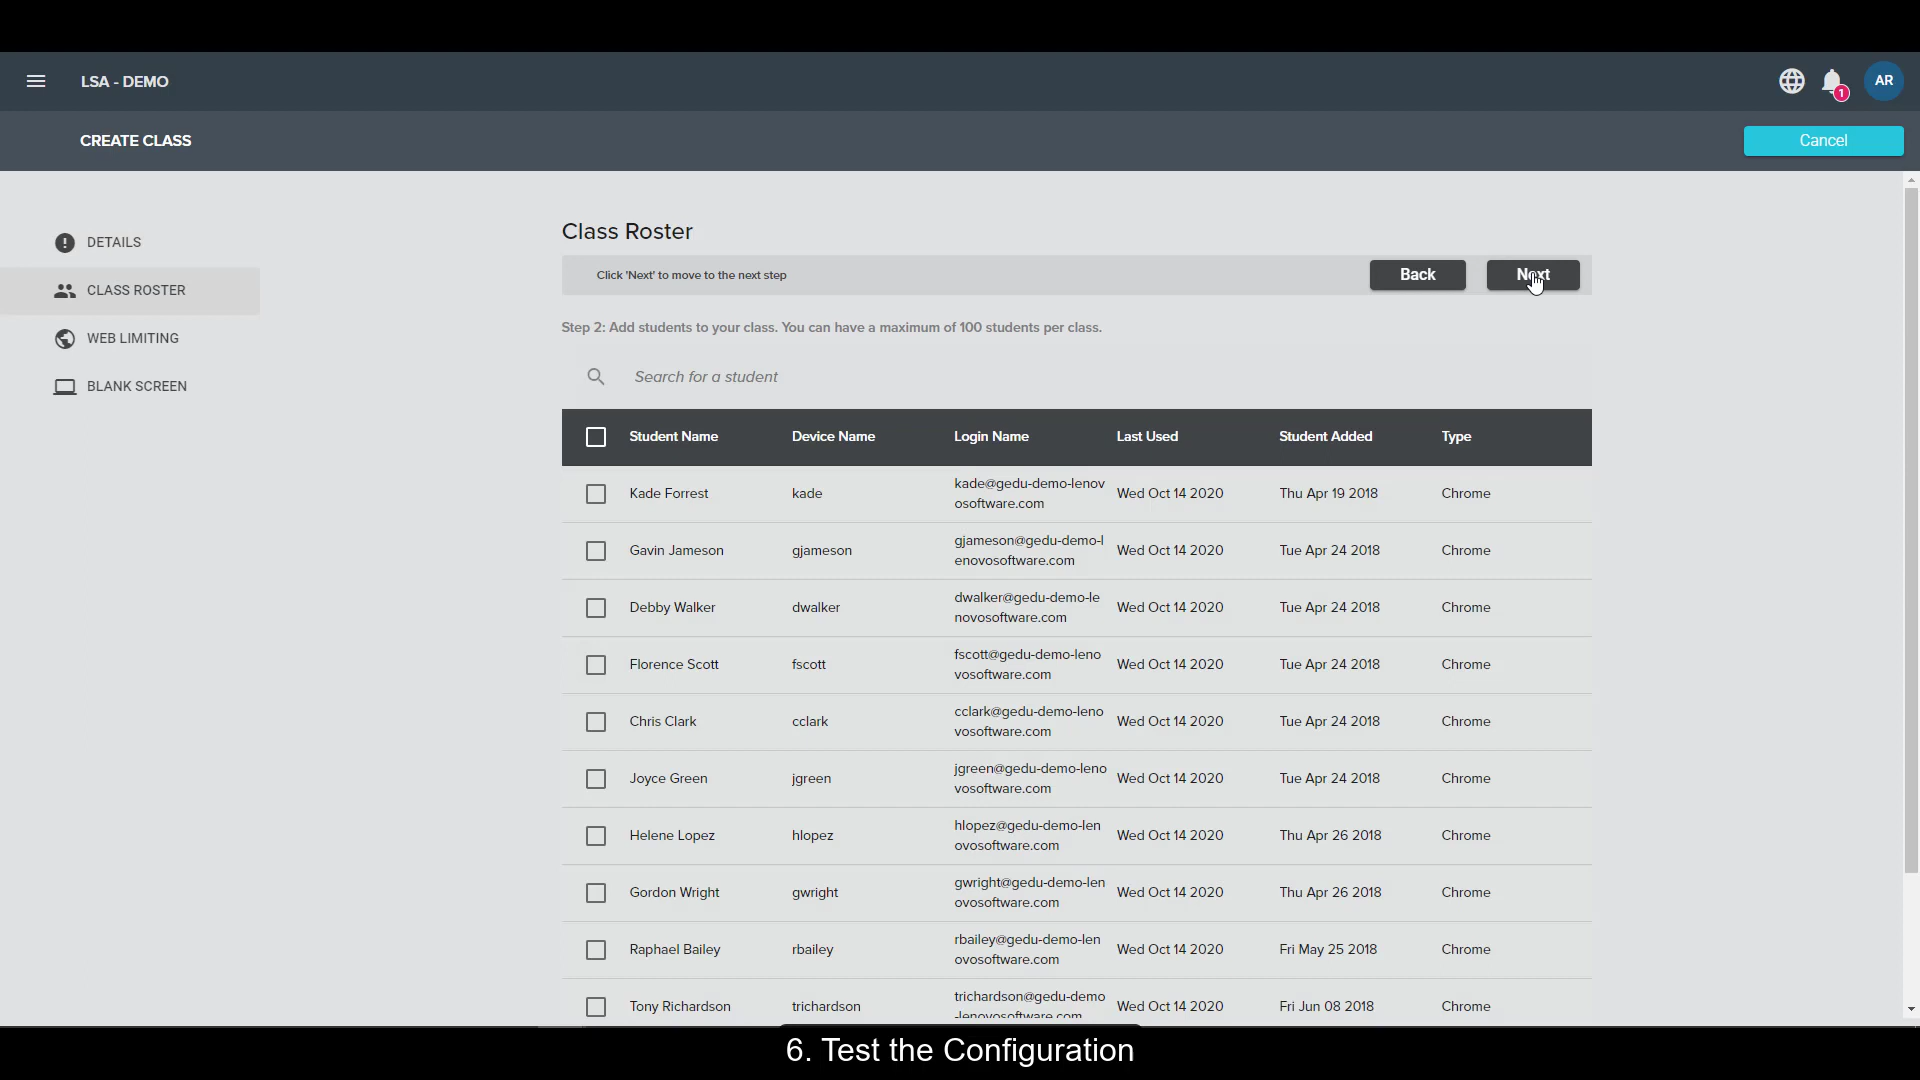 LSA - DEMO
1
AR
CREATE CLASS
Cancel
DETAILS
CLASS ROSTER
WEB LIMITING
BLANK SCREEN
Class Roster
Click 'Next' to move to the next step
Back
Next
Step 2: Add students to your class. You can have a maximum of 100 students per class.
Search for a student
Student Name Device Name Login Name Last Used Student Added Type
Kade Forrest kade kade@gedu-demo-lenov Wed Oct 14 2020 Thu Apr 19 2018 Chrome
osoftware.com
Gavin Jameson gjameson gjameson@gedu-demo-l Wed Oct 14 2020 Tue Apr 24 2018 Chrome
enovosoftware.com
Debby Walker dwalker dwalker@gedu-demo-le Wed Oct 14 2020 Tue Apr 24 2018 Chrome
novosoftware.com
Florence Scott fscott fscott@gedu-demo-leno Wed Oct 14 2020 Tue Apr 24 2018 Chrome
vosoftware.com
Chris Clark cclark cclark@gedu-demo-leno Wed Oct 14 2020 Tue Apr 24 2018 Chrome
vosoftware.com
Joyce Green jgreen jgreen@gedu-demo-leno Wed Oct 14 2020 Tue Apr 24 2018 Chrome
vosoftware.com
Helene Lopez hlopez hlopez@gedu-demo-len Wed Oct 14 2020 Thu Apr 26 2018 Chrome
ovosoftware.com
Gordon Wright gwright gwright@gedu-demo-len Wed Oct 14 2020 Thu Apr 26 2018 Chrome
ovosoftware.com
Raphael Bailey rbailey rbailey@gedu-demo-len Wed Oct 14 2020 Fri May 25 2018 Chrome
ovosoftware.com
Tony Richardson trichardson trichardson@gedu-demo Wed Oct 14 2020 Fri Jun 08 2018 Chrome
-lenovosoftware.com
6. Test the Configuration